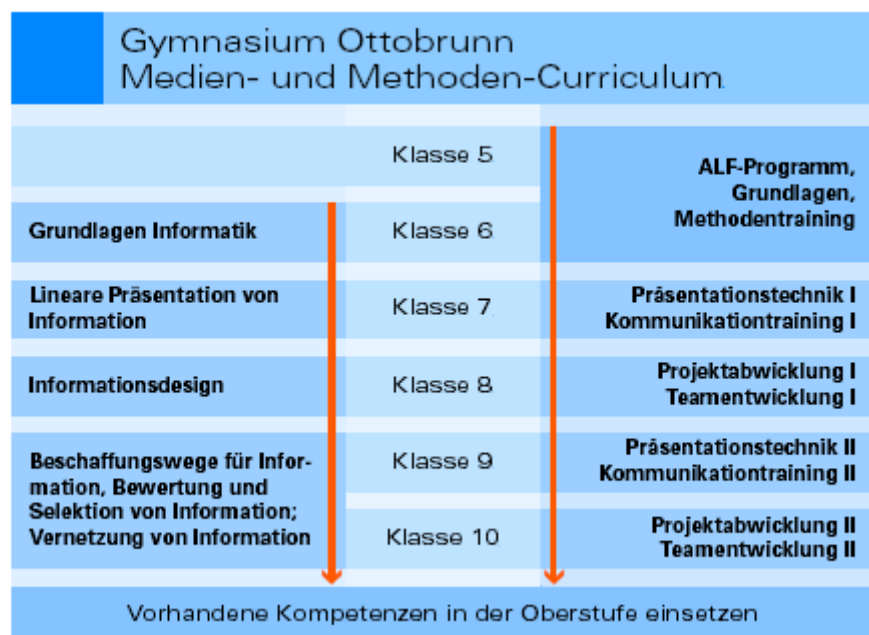 Gymnasium Ottobrunn
Medien- und Methoden-Curriculum
Klasse 5
ALF-Programm,
Grundlagen,
Methodentraining
Grundlagen Informatik
Klasse 6
Lineare Präsentation von
Information
Klasse 7
Präsentationstechnik I
Kommunikationtraining I
Informationsdesign
Klasse 8
Projektabwicklung I
Teamentwicklung I
Beschaffungswege für Infor-
mation, Bewertung und
Selektion von Information;
Vernetzung von Information
Klasse 9
Präsentationstechnik II
Kommunikationtraining II
Klasse 10
Projektabwicklung II
Teamentwicklung II
Vorhandene Kompetenzen in der Oberstufe einsetzen